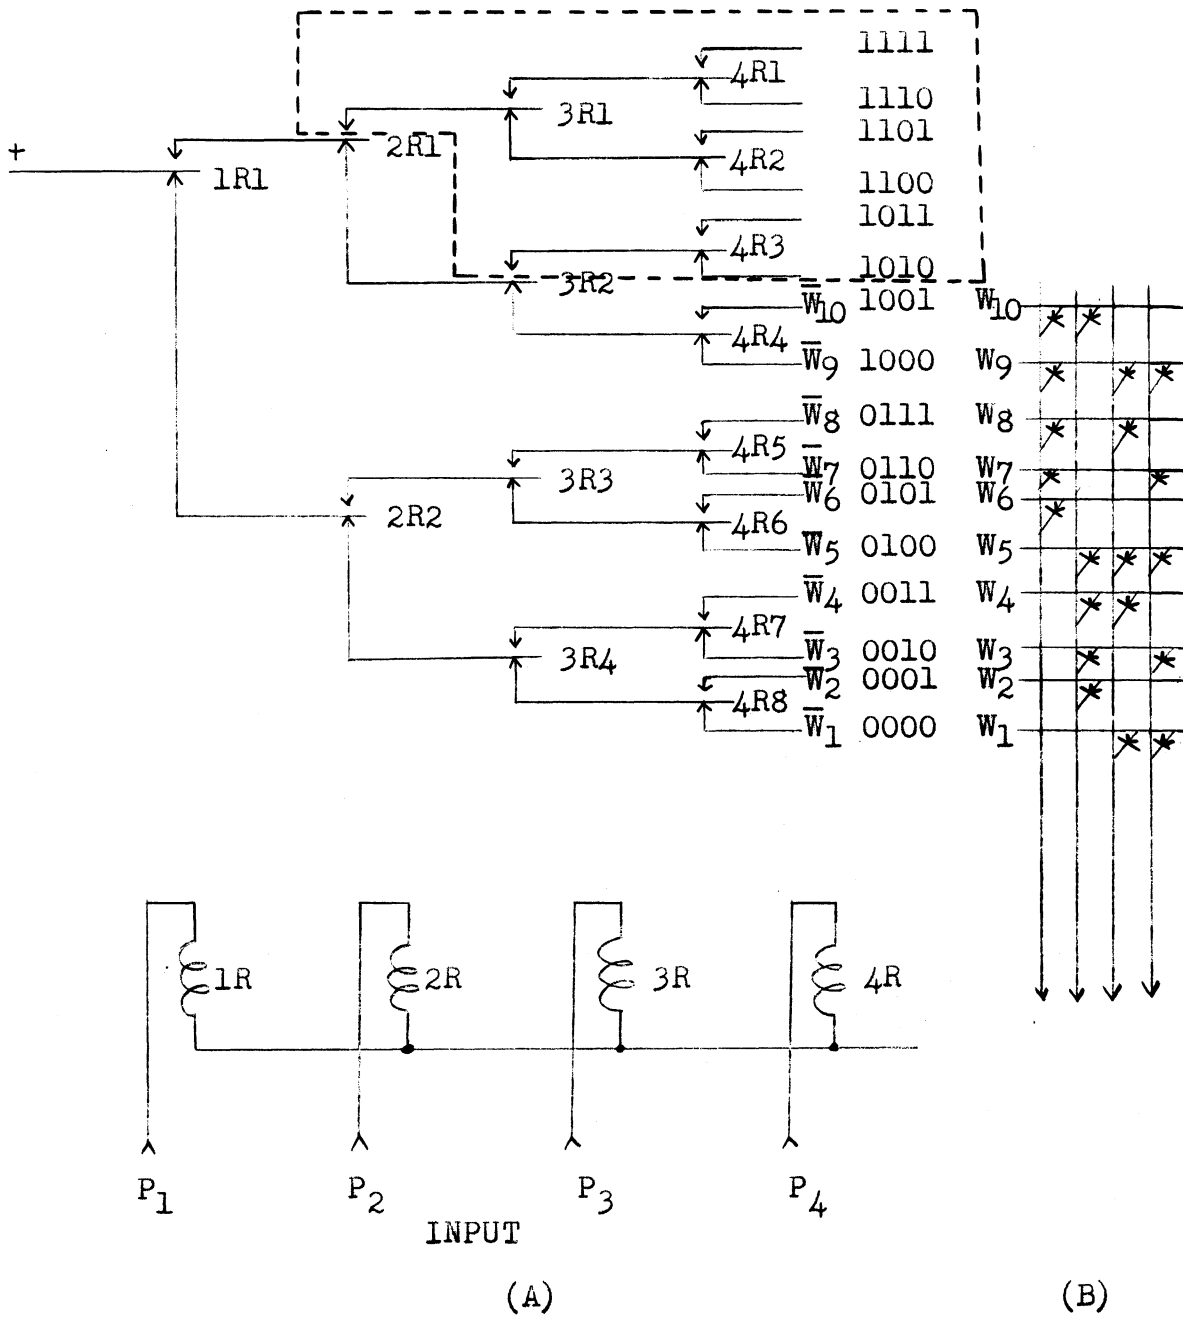 1111
4R1
1110
3R1
1101
2R1
4R2
+
1R1
1100
1011
4R3
1010
3R2
W̅10 1001 W10
4R4
W̅9 1000 W9
W̅8 0111 W8
4R5
W̅7 0110 W7
3R3
W̅6 0101 W6
2R2
4R6
W̅5 0100 W5
W̅4 0011 W4
4R7
W̅3 0010 W3
3R4
W̅2 0001 W2
4R8
W̅1 0000 W1
1R 2R 3R 4R
P1 P2 P3 P4
INPUT
(A) (B)